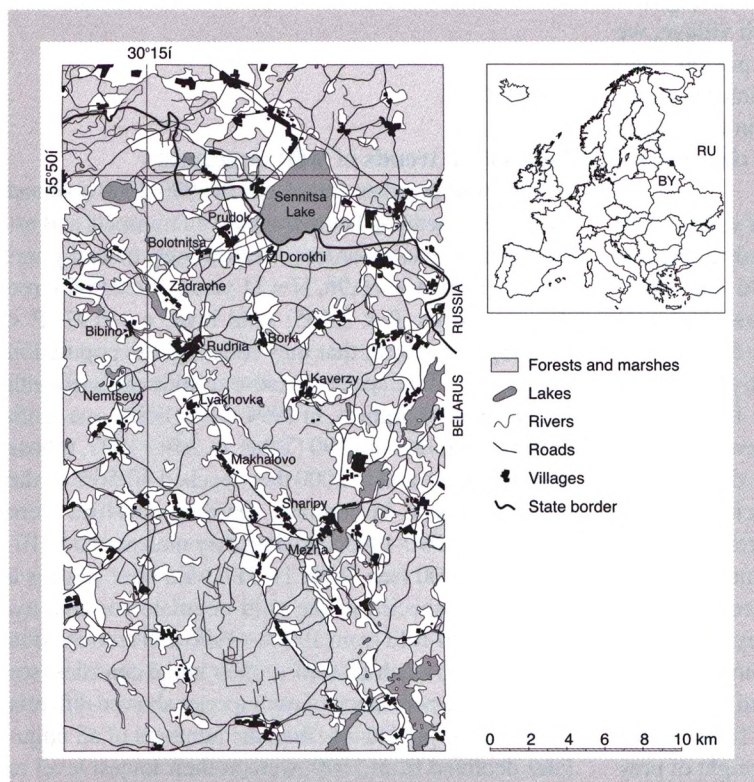 30°15í
55°50í
Sennitsa
Lake
Prudok
Bolotnitsa
Dorokhi
Zadrache
Bibino
Rudnia
Borki
Nemtsevo
Lyakhovka
Kaverzy
Makhalovo
Sharipy
Mezha
RUSSIA
BELARUS
RU
BY
Forests and marshes
Lakes
Rivers
Roads
Villages
State border
0 2 4 6 8 10 km